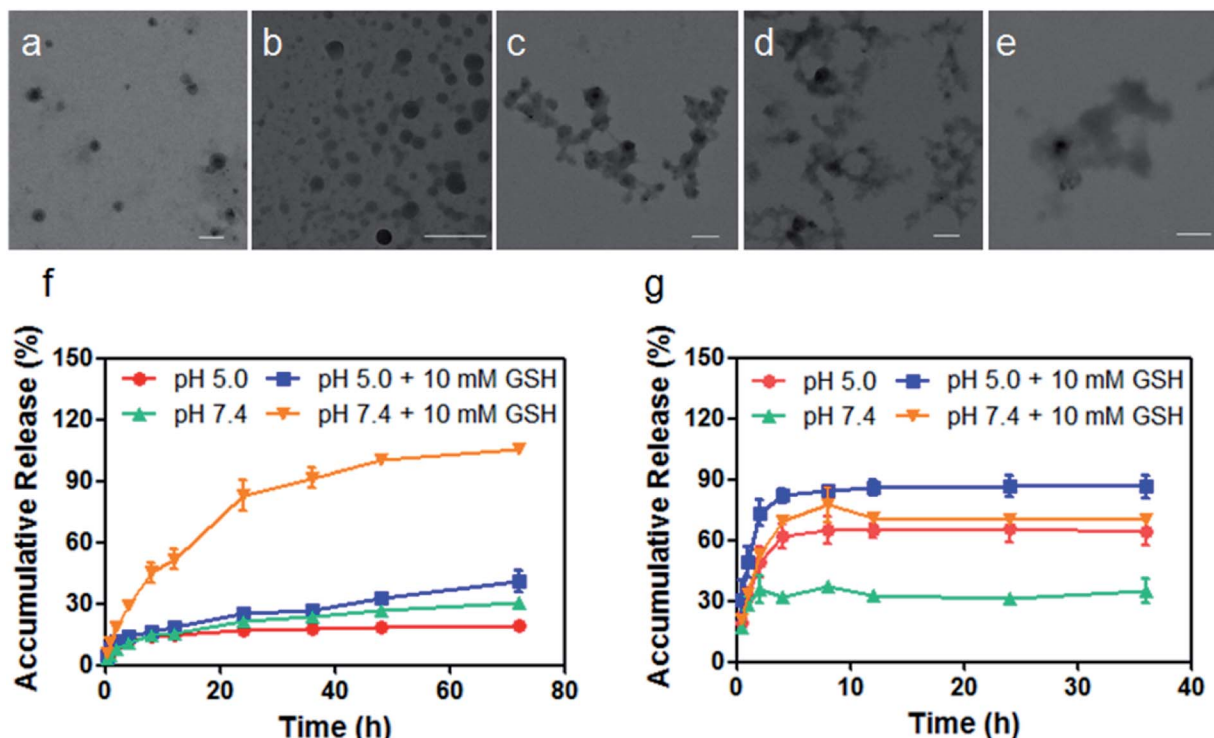 a
b
c
d
e
f
g
Accumulative Release (%)
150
120
90
60
30
0
pH 5.0
pH 5.0 + 10 mM GSH
pH 7.4
pH 7.4 + 10 mM GSH
0 20 40 60 80
Time (h)
Accumulative Release (%)
150
120
90
60
30
0
pH 5.0
pH 5.0 + 10 mM GSH
pH 7.4
pH 7.4 + 10 mM GSH
0 10 20 30 40
Time (h)